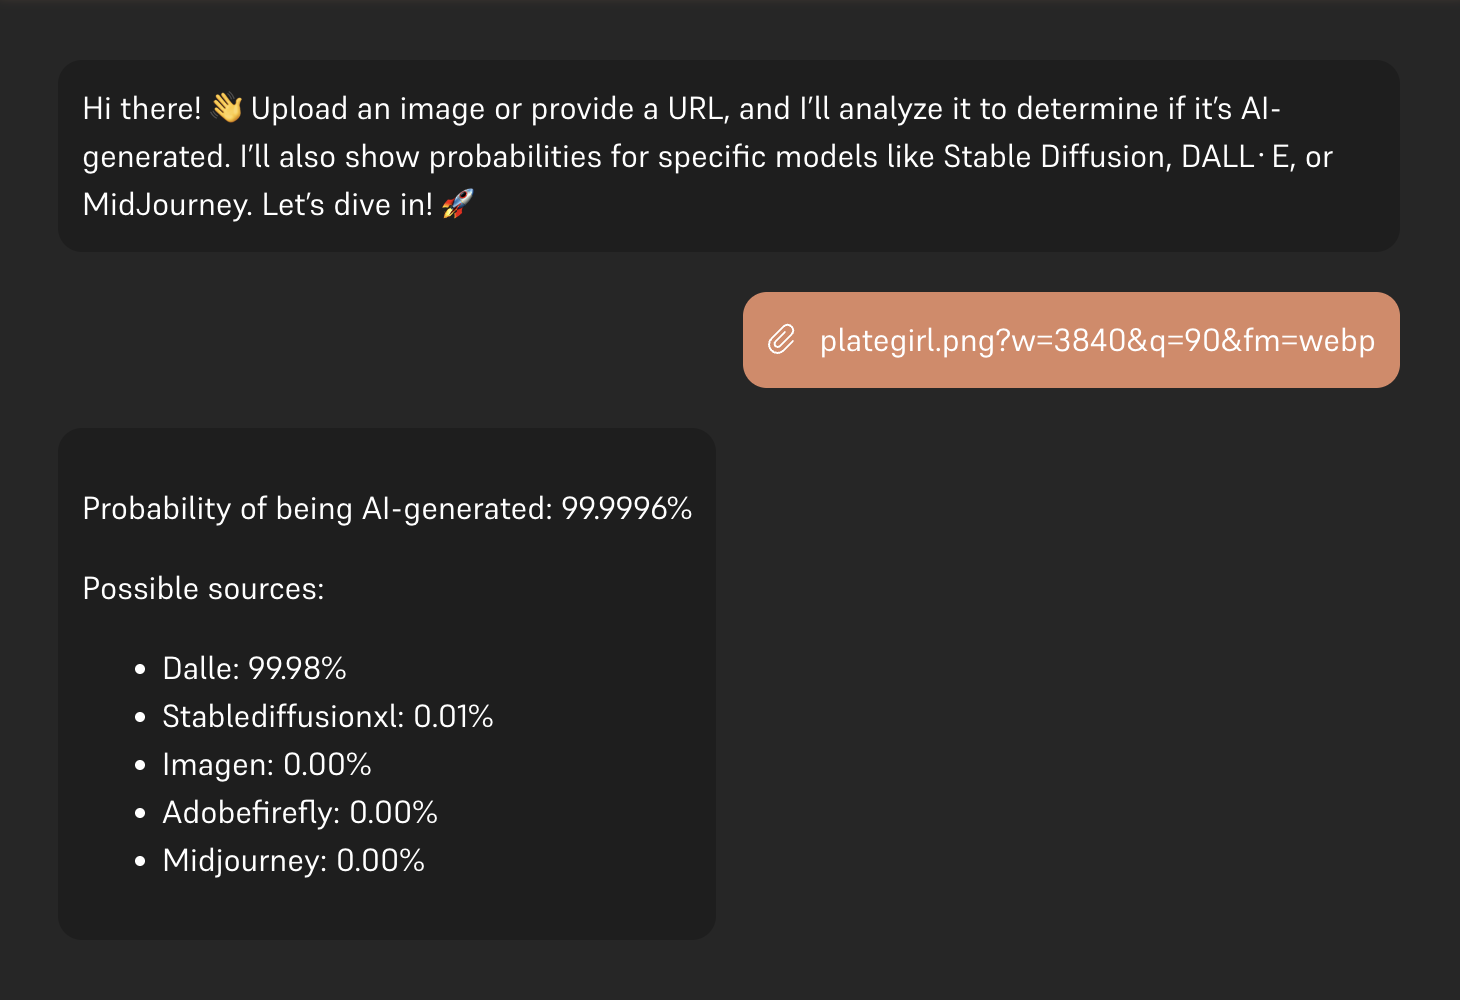 Hi there! 👋 Upload an image or provide a URL, and I’ll analyze it to determine if it’s AI-
generated. I’ll also show probabilities for specific models like Stable Diffusion, DALL·E, or
MidJourney. Let’s dive in! 🚀
plategirl.png?w=3840&q=90&fm=webp
Probability of being AI-generated: 99.9996%
Possible sources:
• Dalle: 99.98%
• Stablediffusionxl: 0.01%
• Imagen: 0.00%
• Adobefirefly: 0.00%
• Midjourney: 0.00%